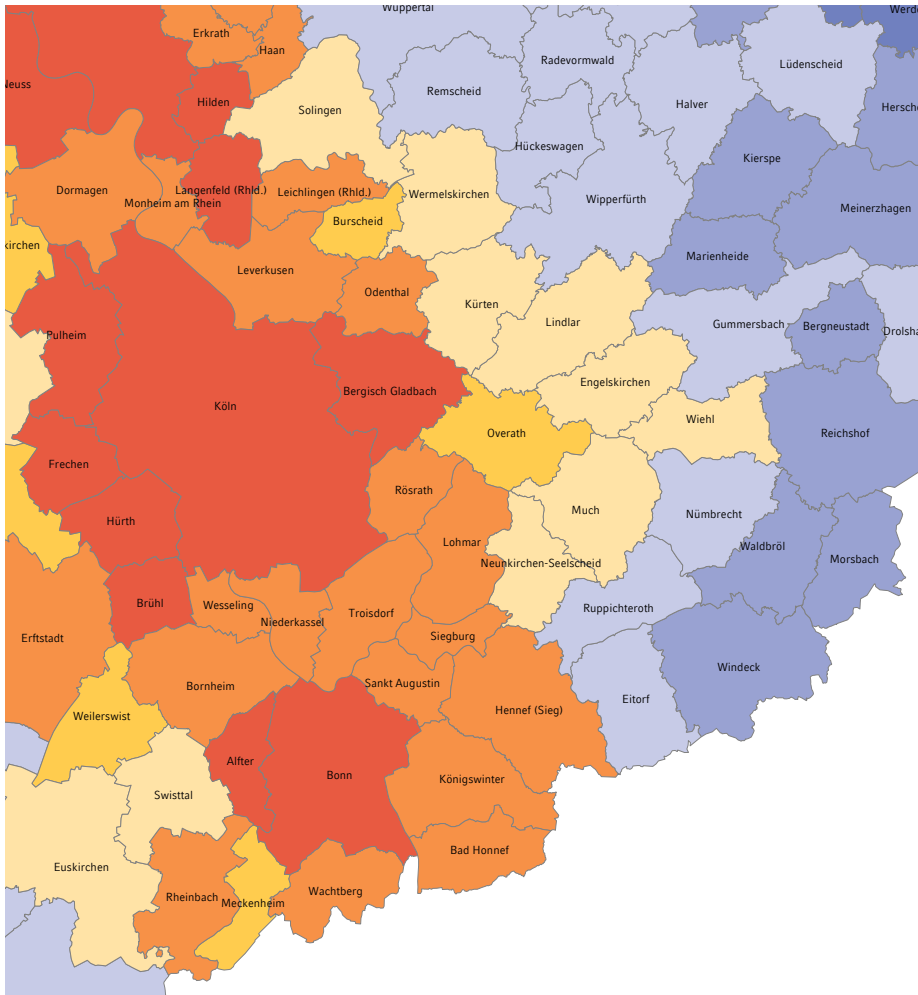 Wuppertal
Erkrath
Haan
Radevormwald
Lüdenscheid
Neuss
Remscheid
Hilden
Solingen
Halver
Hückeswagen
Kierspe
Dormagen
Langenfeld (Rhld.)
Leichlingen (Rhld.)
Monheim am Rhein
Wermelskirchen
Wipperfürth
Meinerzhagen
Burscheid
kirchen
Marienheide
Leverkusen
Odenthal
Kürten
Lindlar
Gummersbach
Bergneustadt
Drolsha
Pulheim
Engelskirchen
Bergisch Gladbach
Köln
Wiehl
Overath
Reichshof
Frechen
Rösrath
Much
Nümbrecht
Hürth
Lohmar
Waldbröl
Neunkirchen-Seelscheid
Morsbach
Brühl
Wesseling
Niederkassel
Troisdorf
Ruppichteroth
Erftstadt
Siegburg
Windeck
Bornheim
Sankt Augustin
Eitorf
Weilerswist
Hennef (Sieg)
Alfter
Bonn
Königswinter
Swisttal
Bad Honnef
Euskirchen
Rheinbach
Meckenheim
Wachtberg